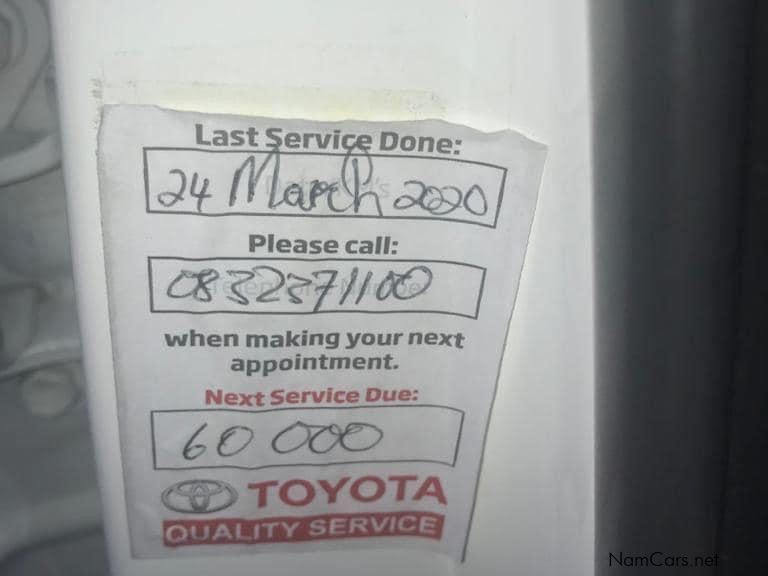 Last Service Done:
24 March 2020
Please call:
0832371100
when making your next
appointment.
Next Service Due:
60 000
TOYOTA
QUALITY SERVICE
NamCars.net